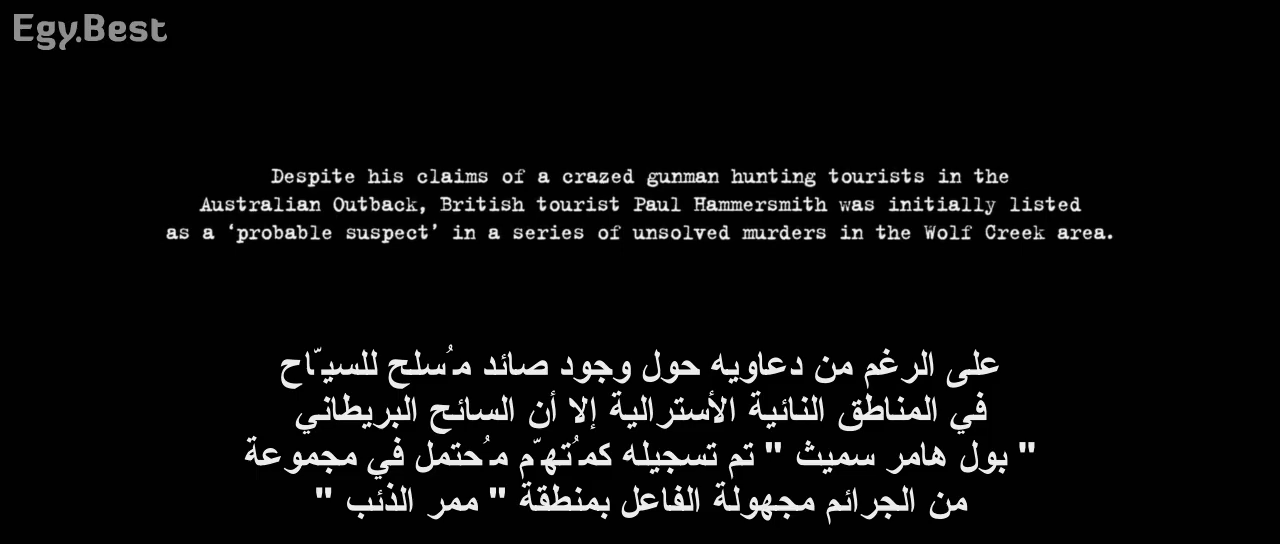 Egy.Best
Despite his claims of a crazed gunman hunting tourists in the
Australian Outback, British tourist Paul Hammersmith was initially listed
as a ‘probable suspect’ in a series of unsolved murders in the Wolf Creek area.
على الرغم من دعاويه حول وجود صائد مُسلح للسيّاح
في المناطق النائية الأسترالية إلا أن السائح البريطاني
" بول هامر سميث " تم تسجيله كمُتهّم مُحتمل في مجموعة
من الجرائم مجهولة الفاعل بمنطقة " ممر الذئب "